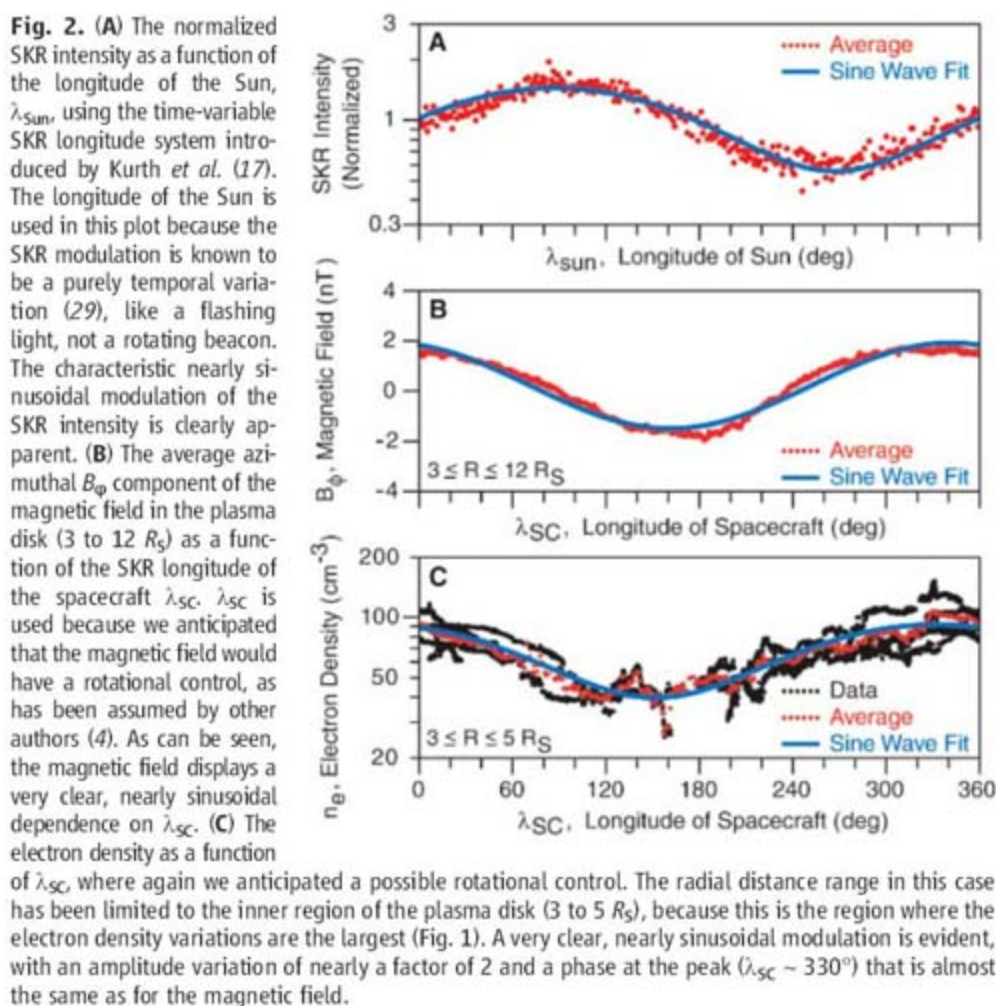 Fig. 2. (A) The normalized
SKR intensity as a function of
the longitude of the Sun,
λSun, using the time-variable
SKR longitude system intro-
duced by Kurth et al. (17).
The longitude of the Sun is
used in this plot because the
SKR modulation is known to
be a purely temporal varia-
tion (29), like a flashing
light, not a rotating beacon.
The characteristic nearly si-
nusoidal modulation of the
SKR intensity is clearly ap-
parent. (B) The average azi-
muthal Bφ component of the
magnetic field in the plasma
disk (3 to 12 RS) as a func-
tion of the SKR longitude of
the spacecraft λSC. λSC is
used because we anticipated
that the magnetic field would
have a rotational control, as
has been assumed by other
authors (4). As can be seen,
the magnetic field displays a
very clear, nearly sinusoidal
dependence on λSC. (C) The
electron density as a function
of λSC, where again we anticipated a possible rotational control. The radial distance range in this case
has been limited to the inner region of the plasma disk (3 to 5 RS), because this is the region where the
electron density variations are the largest (Fig. 1). A very clear, nearly sinusoidal modulation is evident,
with an amplitude variation of nearly a factor of 2 and a phase at the peak (λSC ~ 330°) that is almost
the same as for the magnetic field.
A
Average
Sine Wave Fit
3
1
0.3
SKR Intensity
(Normalized)
λsun, Longitude of Sun (deg)
B
4
2
0
-2
-4
Bϕ, Magnetic Field (nT)
3 ≤ R ≤ 12 RS
Average
Sine Wave Fit
λSC, Longitude of Spacecraft (deg)
C
200
100
50
20
ne, Electron Density (cm-3)
3 ≤ R ≤ 5 RS
Data
Average
Sine Wave Fit
0 60 120 180 240 300 360
λSC, Longitude of Spacecraft (deg)